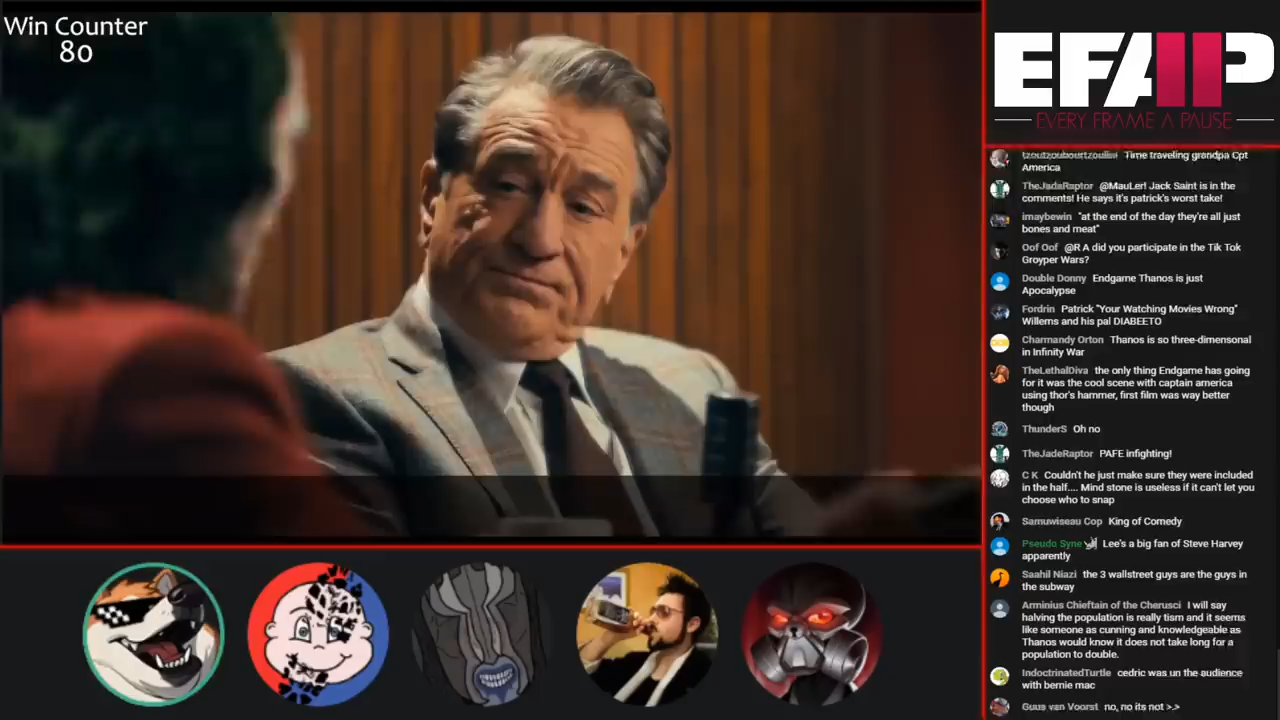 Win Counter
80
EFAP
EVERY FRAME A PAUSE
tzoutzoubourtzoulini Time traveling grandpa Cpt
America
TheJadaRaptor @MauLer! Jack Saint is in the
comments! He says it's patrick's worst take!
imaybewin "at the end of the day they're all just
bones and meat"
Oof Oof @R A did you participate in the Tik Tok
Groyper Wars?
Double Donny Endgame Thanos is just
Apocalypse
Fordrin Patrick "Your Watching Movies Wrong"
Willems and his pal DIABEETO
Charmandy Orton Thanos is so three-dimensonal
in Infinity War
TheLethalDiva the only thing Endgame has going
for it was the cool scene with captain america
using thor's hammer, first film was way better
though
ThunderS Oh no
TheJadeRaptor PAFE infighting!
C K Couldn't he just make sure they were included
in the half.... Mind stone is useless if it can't let you
choose who to snap
Samuwiseau Cop King of Comedy
Pseudo Syne Lee's a big fan of Steve Harvey
apparently
Saahil Niazi the 3 wallstreet guys are the guys in
the subway
Arminius Chieftain of the Cherusci I will say
halving the population is really tism and it seems
like someone as cunning and knowledgeable as
Thanos would know it does not take long for a
population to double.
IndoctrinatedTurtle cedric was un the audience
with bernie mac
Guus van Voorst no, no its not >.>